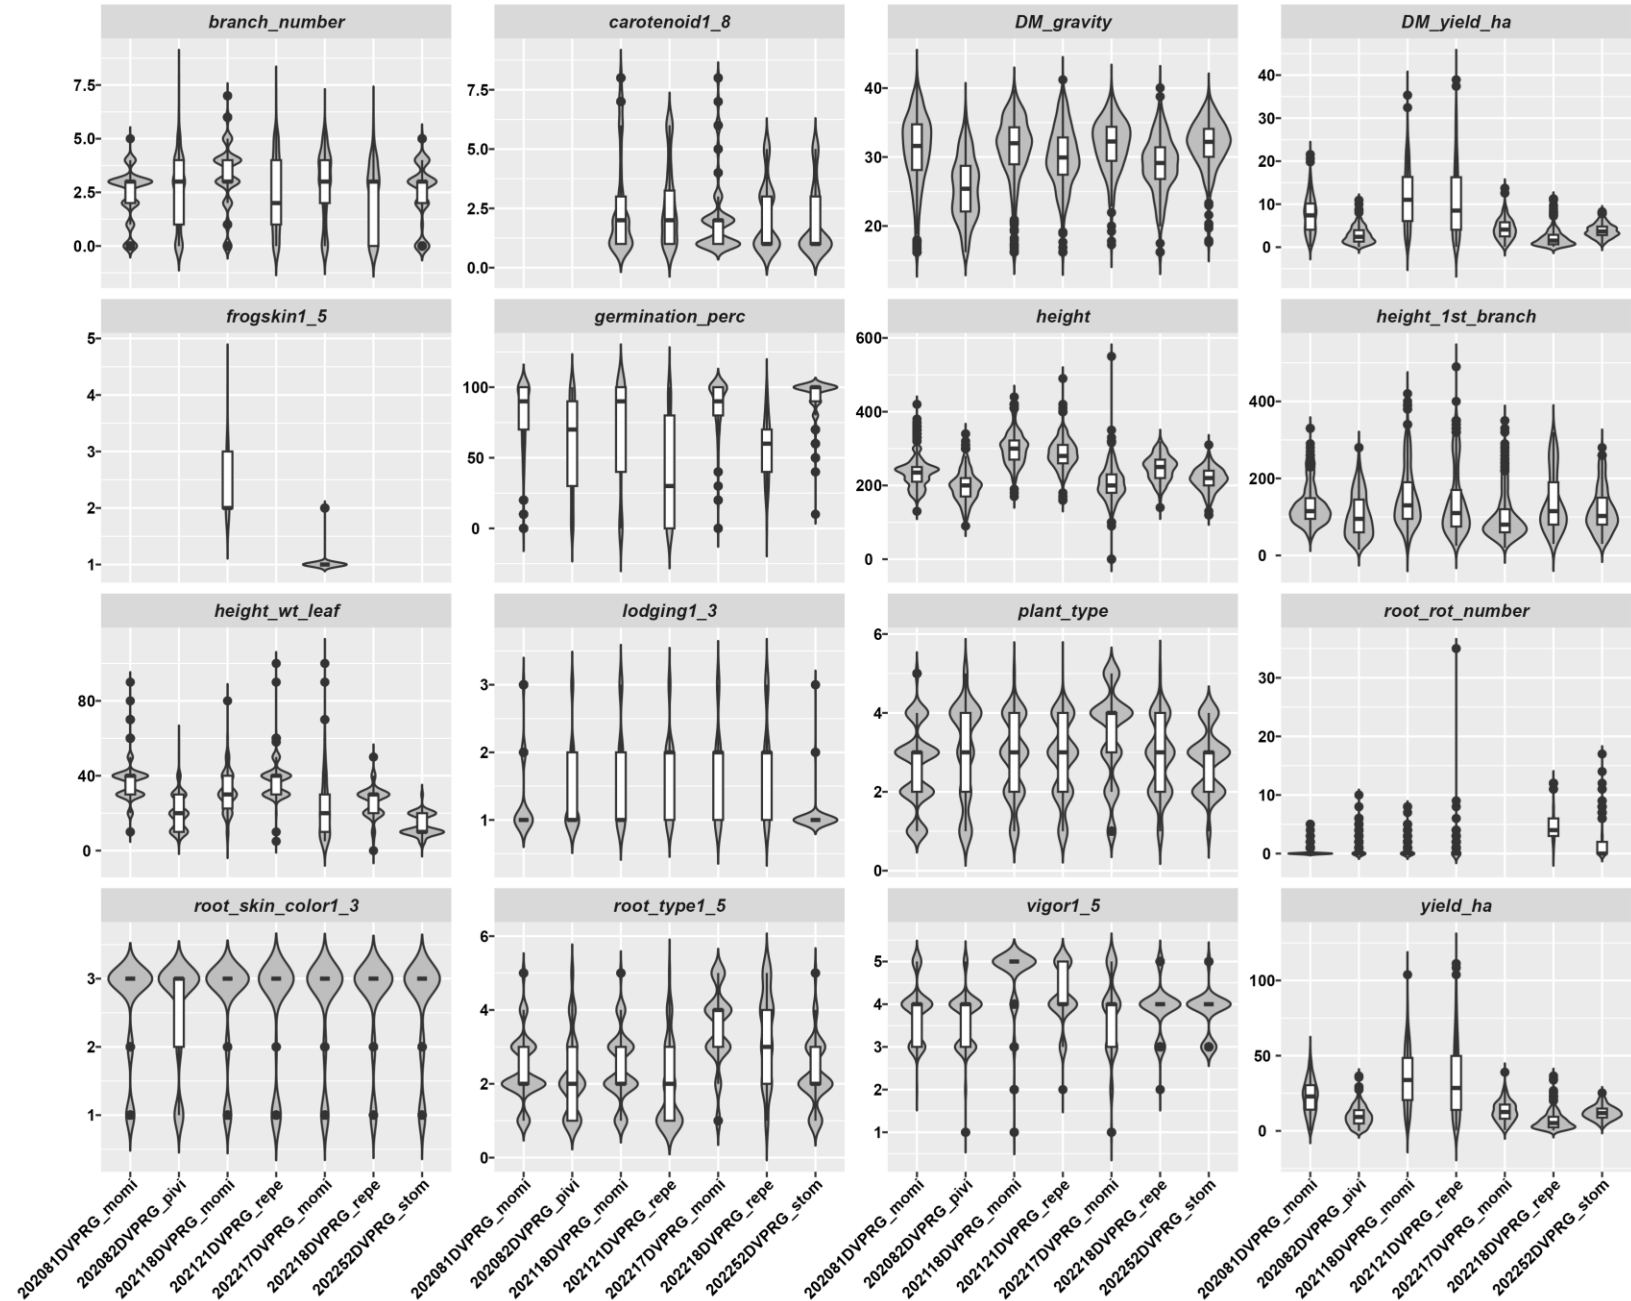 branch_number
carotenoid1_8
DM_gravity
DM_yield_ha
7.5
5.0
2.5
0.0
7.5
5.0
2.5
0.0
40
30
20
40
30
20
10
0
frogskin1_5
germination_perc
height
height_1st_branch
5
4
3
2
1
100
50
0
600
400
200
0
400
200
0
height_wt_leaf
lodging1_3
plant_type
root_rot_number
80
40
0
3
2
1
6
4
2
0
30
20
10
0
root_skin_color1_3
root_type1_5
vigor1_5
yield_ha
3
2
1
6
4
2
0
5
4
3
2
1
100
50
0
202081DVPRG_momi
202082DVPRG_pivi
202118DVPRG_momi
202121DVPRG_repe
202217DVPRG_momi
202218DVPRG_repe
202252DVPRG_stom
202081DVPRG_momi
202082DVPRG_pivi
202118DVPRG_momi
202121DVPRG_repe
202217DVPRG_momi
202218DVPRG_repe
202252DVPRG_stom
202081DVPRG_momi
202082DVPRG_pivi
202118DVPRG_momi
202121DVPRG_repe
202217DVPRG_momi
202218DVPRG_repe
202252DVPRG_stom
202081DVPRG_momi
202082DVPRG_pivi
202118DVPRG_momi
202121DVPRG_repe
202217DVPRG_momi
202218DVPRG_repe
202252DVPRG_stom